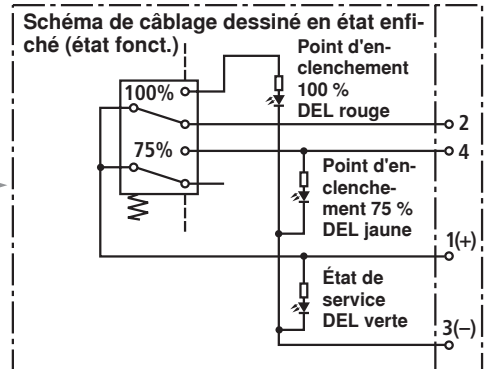 Schéma de câblage dessiné en état enfi-
ché (état fonct.)
Point d'en-
clenchement
100 %
DEL rouge
100%
75%
2
4
Point d'en-
clenche-
ment 75 %
DEL jaune
1(+)
État de
service
DEL verte
3(–)